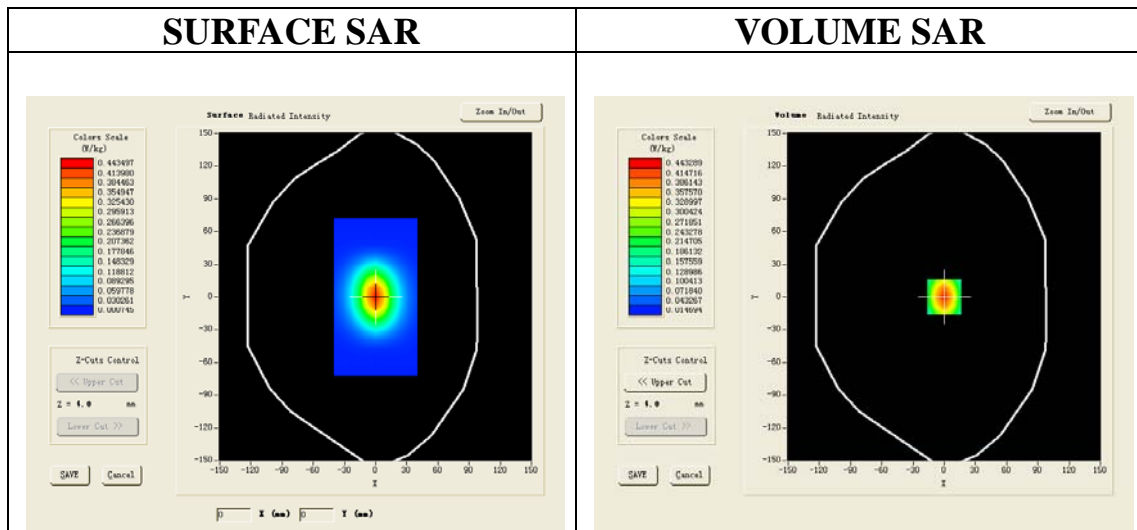 SURFACE SAR
VOLUME SAR
Surface Radiated Intensity
Zoom In/Out
Colors Scale
(W/kg)
0.443497
0.413980
0.384463
0.354947
0.325430
0.295913
0.266396
0.236879
0.207362
0.177846
0.148329
0.118812
0.089295
0.059778
0.030261
0.000745
150
120
90
60
30
0
-30
-60
-90
-120
-150
Y
-150 -120 -90 -60 -30 0 30 60 90 120 150
X
Z-Cuts Control
<< Upper Cut
Z = 4.0 mm
Lower Cut >>
SAVE Cancel
0 X (mm) 0 Y (mm)
Volume Radiated Intensity
Zoom In/Out
Colors Scale
(W/kg)
0.443289
0.414716
0.386143
0.357570
0.328997
0.300424
0.271851
0.243278
0.214705
0.186132
0.157559
0.128986
0.100413
0.071840
0.043267
0.014694
150
120
90
60
30
0
-30
-60
-90
-120
-150
Y
-150 -120 -90 -60 -30 0 30 60 90 120 150
X
Z-Cuts Control
<< Upper Cut
Z = 4.0 mm
Lower Cut >>
SAVE Cancel